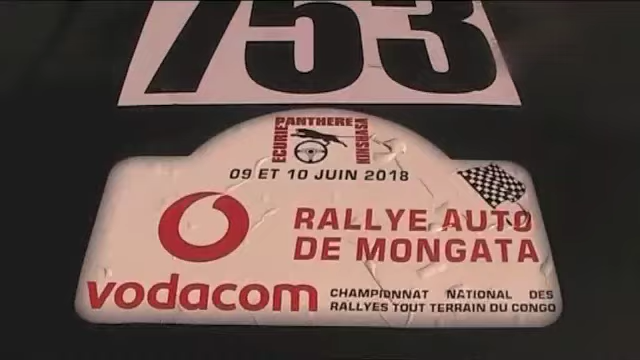 753
ECURIE PANTHERE KINSHASA
09 ET 10 JUIN 2018
RALLYE AUTO
DE MONGATA
vodacom
CHAMPIONNAT NATIONAL DES
RALLYES TOUT TERRAIN DU CONGO